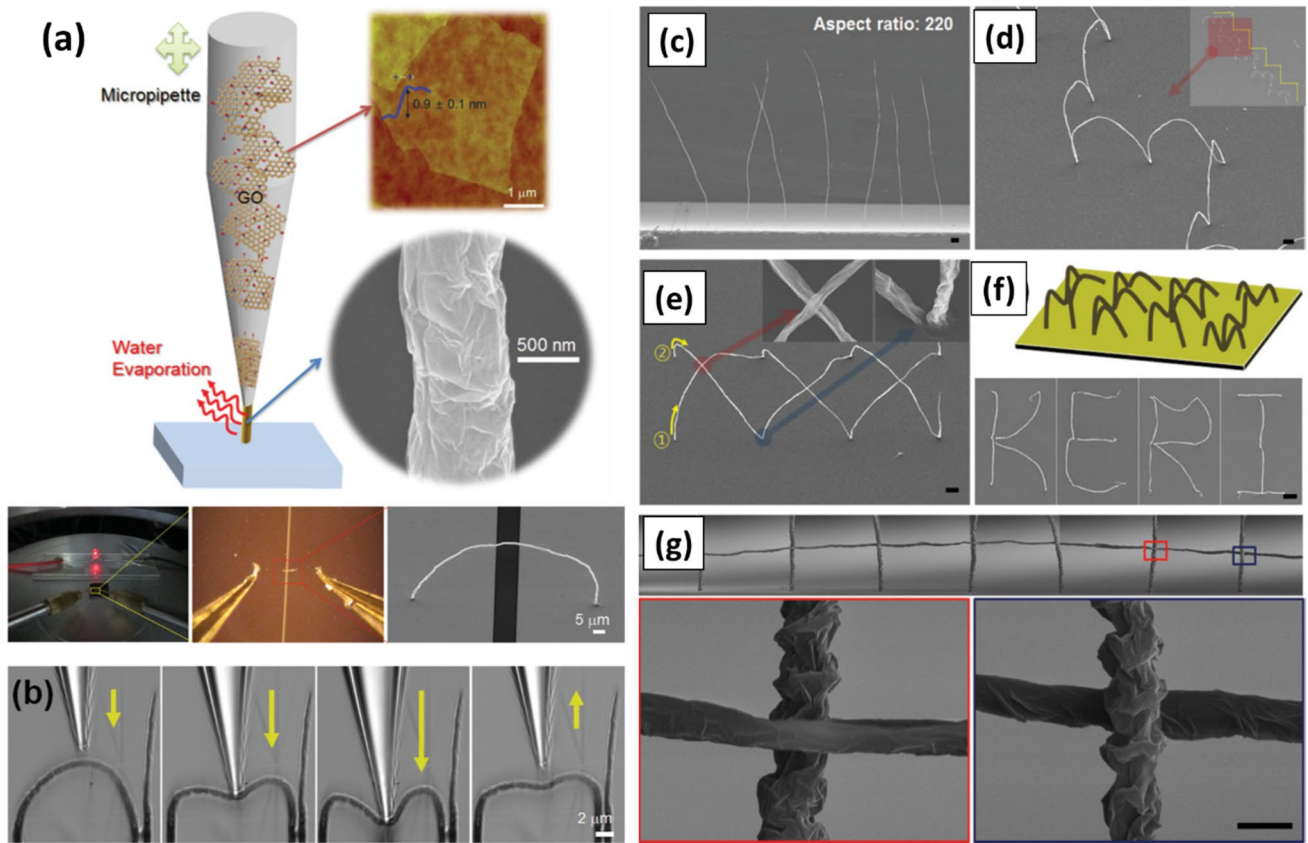 (a)
Micropipette
GO
0.9 ± 0.1 nm
1 μm
Water
Evaporation
500 nm
5 μm
(b)
2 μm
(c)
Aspect ratio: 220
(d)
(e)
②
①
(f)
KERI
(g)